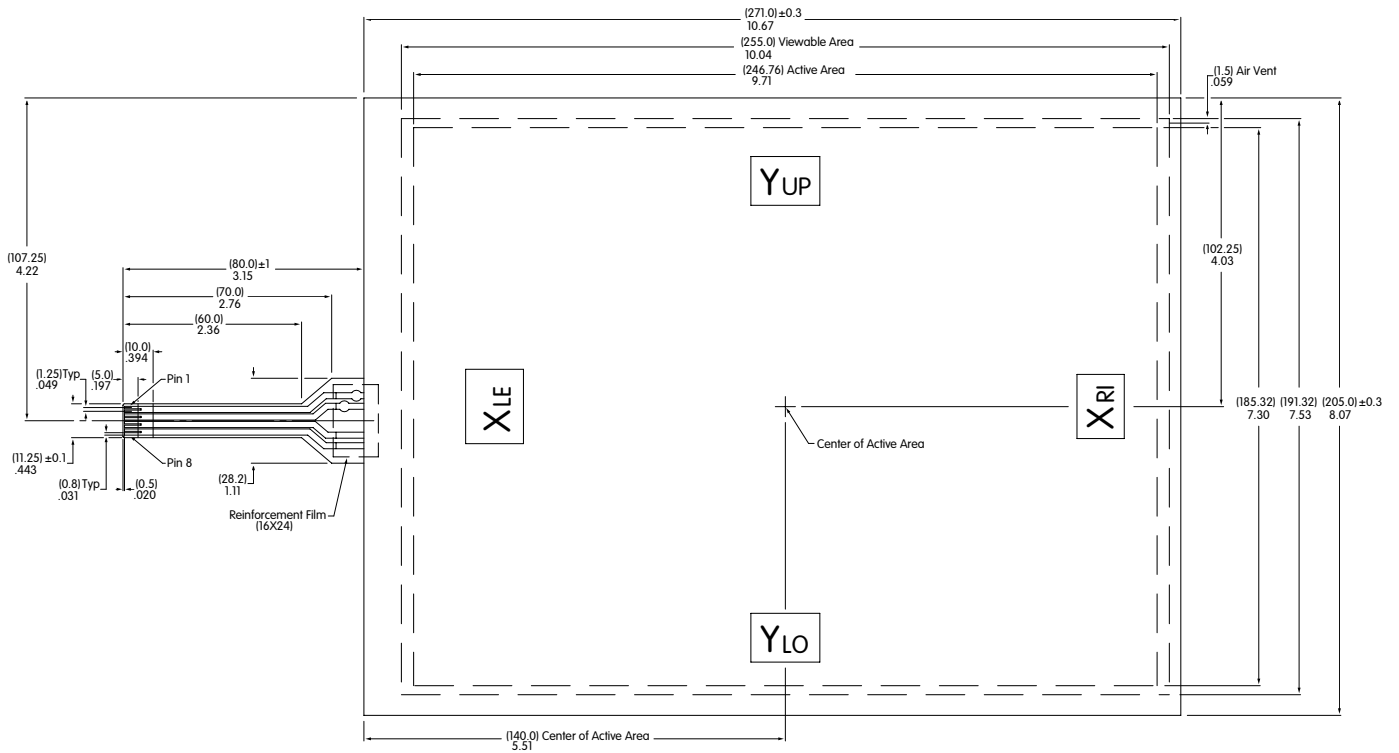 (271.0)±0.3
10.67
(255.0) Viewable Area
10.04
(246.76) Active Area
9.71
(1.5) Air Vent
.059
YUP
(107.25)
4.22
(102.25)
4.03
(80.0)±1
3.15
(70.0)
2.76
(60.0)
2.36
(10.0)
.394
(1.25)Typ
.049
(5.0)
.197
Pin 1
XLE
XRI
(185.32)
7.30
(191.32)
7.53
(205.0)±0.3
8.07
Center of Active Area
(11.25) ±0.1
.443
Pin 8
(0.8) Typ
.031
(0.5)
.020
(28.2)
1.11
Reinforcement Film
(16X24)
YLO
(140.0) Center of Active Area
5.51